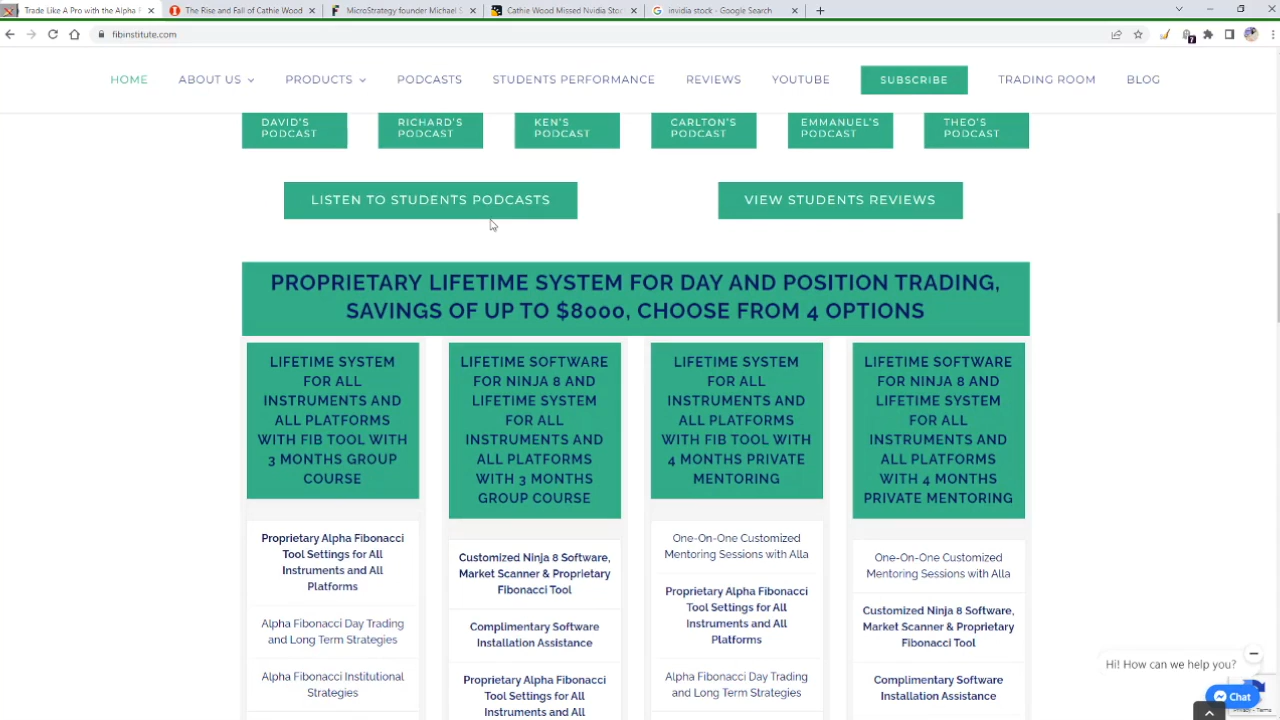 Trade Like A Pro with the Alpha
The Rise and Fall of Cathie Wood
MicroStrategy founder Michael S
Cathie Wood Missed Nvidia Sto
invidia stock - Google Search
fibinstitute.com
7
HOME
ABOUT US
PRODUCTS
PODCASTS
STUDENTS PERFORMANCE
REVIEWS
YOUTUBE
SUBSCRIBE
TRADING ROOM
BLOG
DAVID'S
PODCAST
RICHARD'S
PODCAST
KEN'S
PODCAST
CARLTON'S
PODCAST
EMMANUEL'S
PODCAST
THEO'S
PODCAST
LISTEN TO STUDENTS PODCASTS
VIEW STUDENTS REVIEWS
PROPRIETARY LIFETIME SYSTEM FOR DAY AND POSITION TRADING,
SAVINGS OF UP TO $8000, CHOOSE FROM 4 OPTIONS
LIFETIME SYSTEM
FOR ALL
INSTRUMENTS AND
ALL PLATFORMS
WITH FIB TOOL WITH
3 MONTHS GROUP
COURSE
Proprietary Alpha Fibonacci
Tool Settings for All
Instruments and All
Platforms
Alpha Fibonacci Day Trading
and Long Term Strategies
Alpha Fibonacci Institutional
Strategies
LIFETIME SOFTWARE
FOR NINJA 8 AND
LIFETIME SYSTEM
FOR ALL
INSTRUMENTS AND
ALL PLATFORMS
WITH 3 MONTHS
GROUP COURSE
Customized Ninja 8 Software,
Market Scanner & Proprietary
Fibonacci Tool
Complimentary Software
Installation Assistance
Proprietary Alpha Fibonacci
Tool Settings for All
Instruments and All
LIFETIME SYSTEM
FOR ALL
INSTRUMENTS AND
ALL PLATFORMS
WITH FIB TOOL WITH
4 MONTHS PRIVATE
MENTORING
One-On-One Customized
Mentoring Sessions with Alla
Proprietary Alpha Fibonacci
Tool Settings for All
Instruments and All
Platforms
Alpha Fibonacci Day Trading
and Long Term Strategies
LIFETIME SOFTWARE
FOR NINJA 8 AND
LIFETIME SYSTEM
FOR ALL
INSTRUMENTS AND
ALL PLATFORMS
WITH 4 MONTHS
PRIVATE MENTORING
One-On-One Customized
Mentoring Sessions with Alla
Customized Ninja 8 Software,
Market Scanner & Proprietary
Fibonacci Tool
Complimentary Software
Installation Assistance
Hi! How can we help you?
Chat
Privacy - Terms